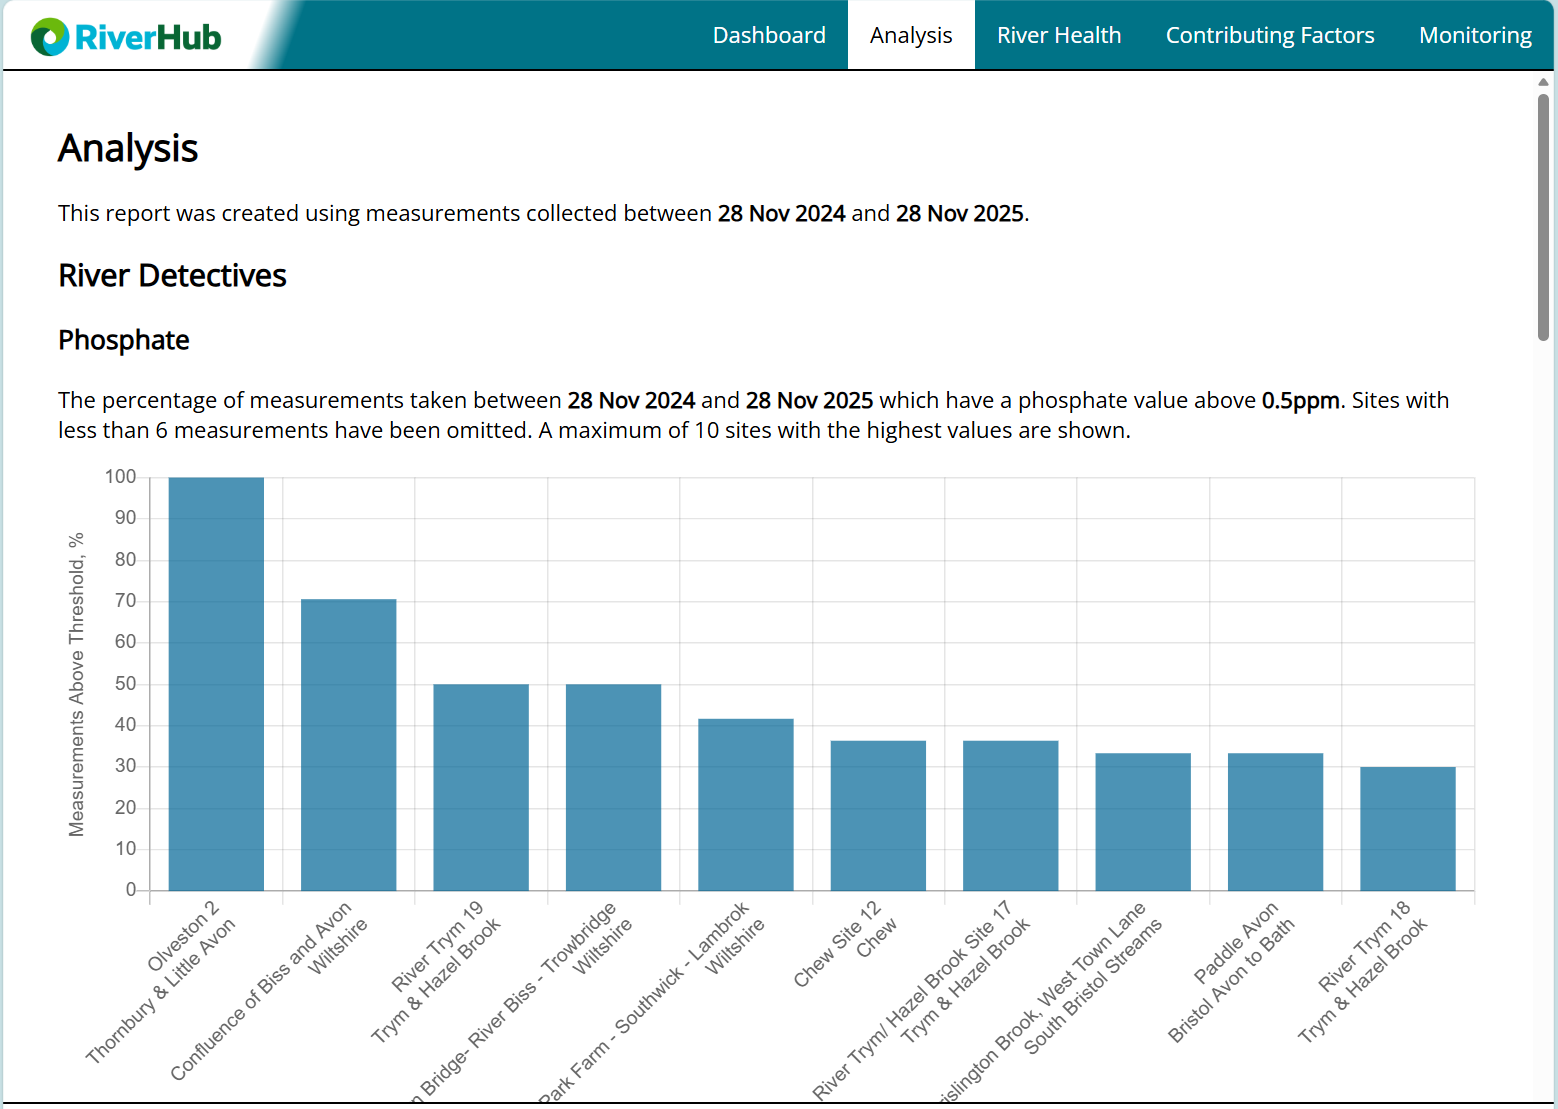 RiverHub
Dashboard
Analysis
River Health
Contributing Factors
Monitoring
Analysis
This report was created using measurements collected between 28 Nov 2024 and 28 Nov 2025.
River Detectives
Phosphate
The percentage of measurements taken between 28 Nov 2024 and 28 Nov 2025 which have a phosphate value above 0.5ppm. Sites with
less than 6 measurements have been omitted. A maximum of 10 sites with the highest values are shown.
Measurements Above Threshold, %
100
90
80
70
60
50
40
30
20
10
0
Olveston 2
Thornbury & Little Avon
Confluence of Biss and Avon
Wiltshire
River Trym 19
Trym & Hazel Brook
Bridge- River Biss - Trowbridge
Wiltshire
Park Farm - Southwick - Lambrok
Wiltshire
Chew Site 12
Chew
River Trym/ Hazel Brook Site 17
Trym & Hazel Brook
Brook, West Town Lane
South Bristol Streams
Paddle Avon
Bristol Avon to Bath
River Trym 18
Trym & Hazel Brook